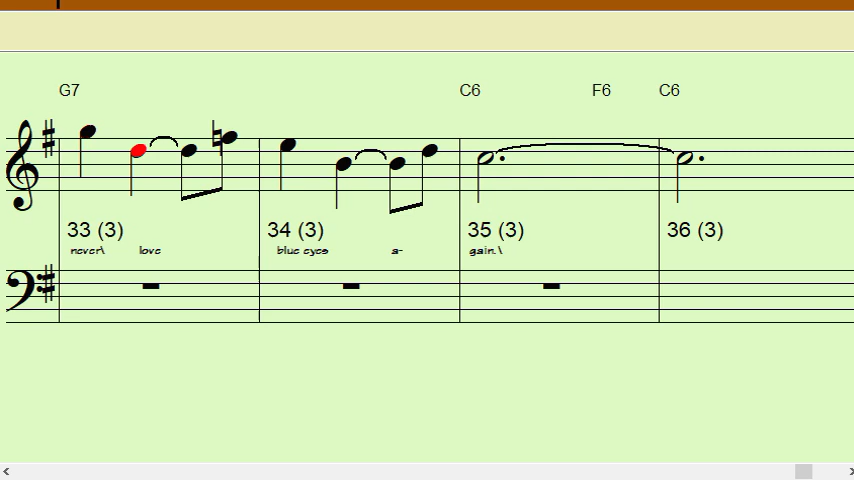 G7 C6 F6 C6
33 (3) 34 (3) 35 (3) 36 (3)
never\ love blue eyes a- gain.\